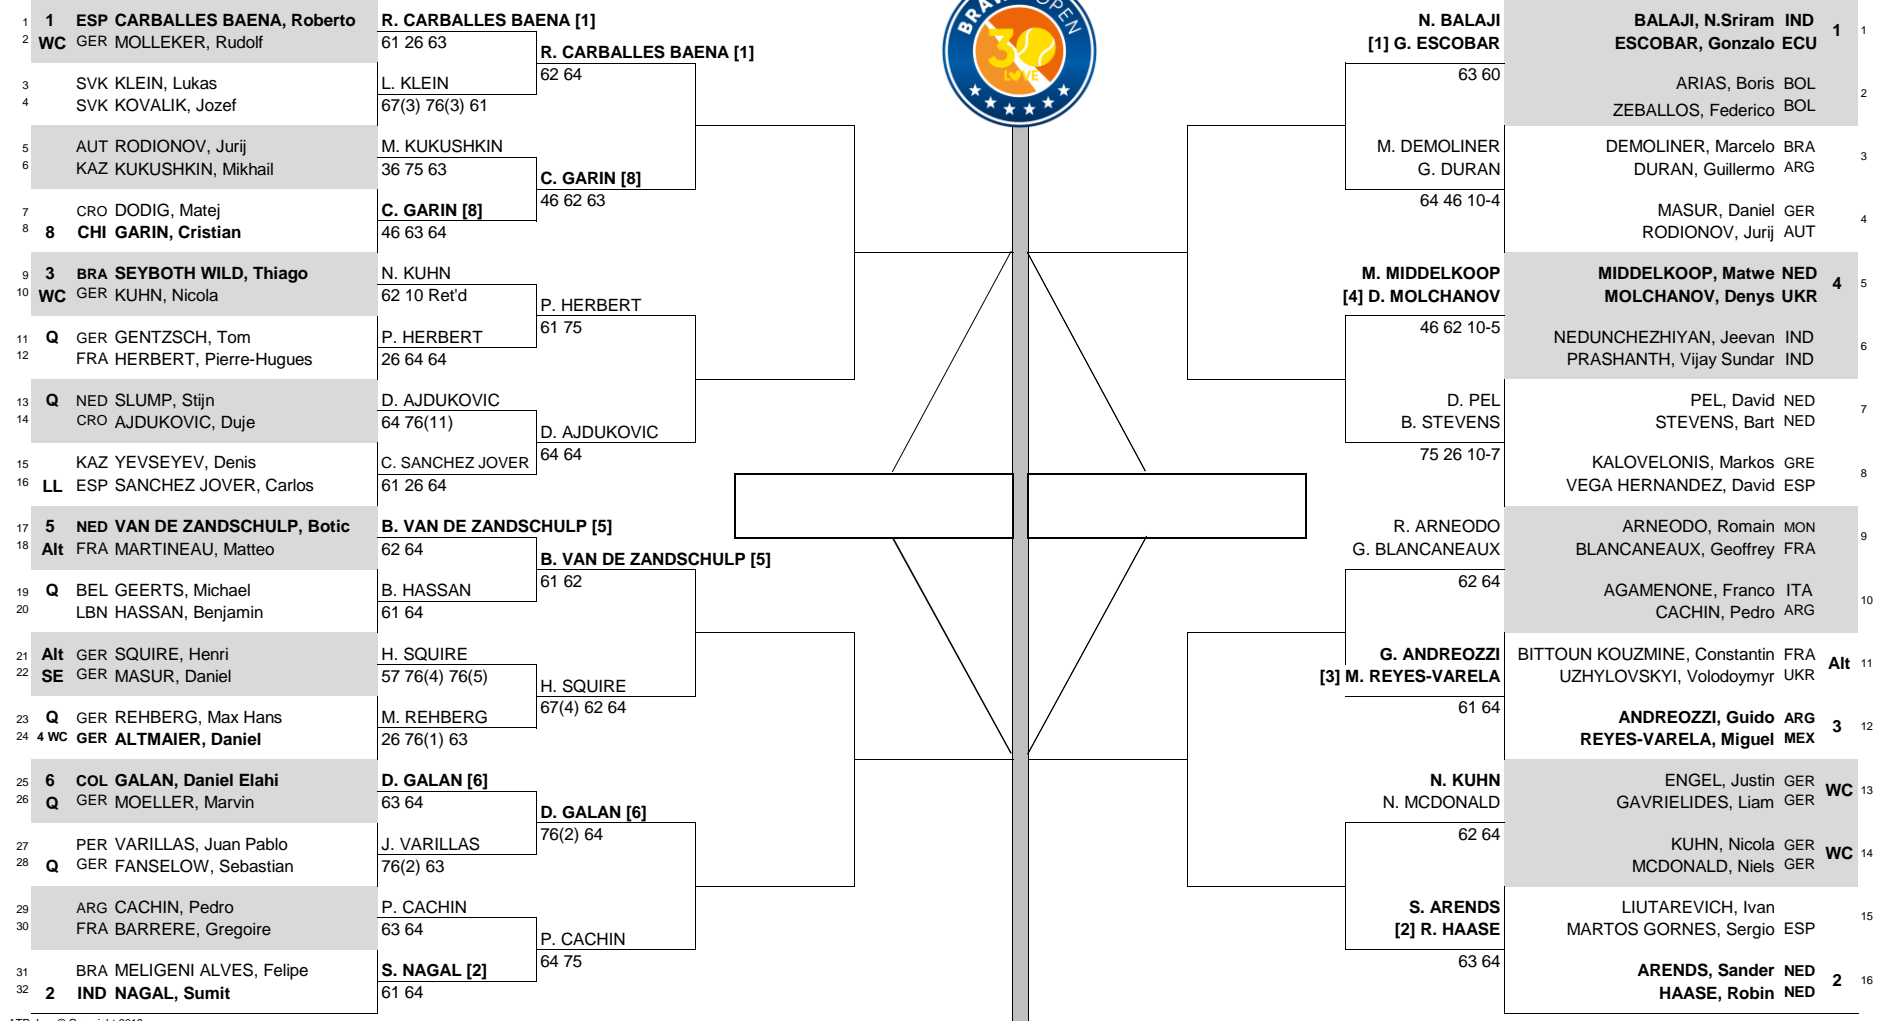 BRAW OPEN
30
LOVE
1 1 ESP CARBALLES BAENA, Roberto
2 WC GER MOLLEKER, Rudolf
3 SVK KLEIN, Lukas
4 SVK KOVALIK, Jozef
5 AUT RODIONOV, Jurij
6 KAZ KUKUSHKIN, Mikhail
7 CRO DODIG, Matej
8 8 CHI GARIN, Cristian
9 3 BRA SEYBOTH WILD, Thiago
10 WC GER KUHN, Nicola
11 Q GER GENTZSCH, Tom
12 FRA HERBERT, Pierre-Hugues
13 Q NED SLUMP, Stijn
14 CRO AJDUKOVIC, Duje
15 KAZ YEVSEYEV, Denis
16 LL ESP SANCHEZ JOVER, Carlos
17 5 NED VAN DE ZANDSCHULP, Botic
18 Alt FRA MARTINEAU, Matteo
19 Q BEL GEERTS, Michael
20 LBN HASSAN, Benjamin
21 Alt GER SQUIRE, Henri
22 SE GER MASUR, Daniel
23 Q GER REHBERG, Max Hans
24 4 WC GER ALTMAIER, Daniel
25 6 COL GALAN, Daniel Elahi
26 Q GER MOELLER, Marvin
27 PER VARILLAS, Juan Pablo
28 Q GER FANSELOW, Sebastian
29 ARG CACHIN, Pedro
30 FRA BARRERE, Gregoire
31 BRA MELIGENI ALVES, Felipe
32 2 IND NAGAL, Sumit
R. CARBALLES BAENA [1]
61 26 63
L. KLEIN
67(3) 76(3) 61
M. KUKUSHKIN
36 75 63
C. GARIN [8]
46 63 64
N. KUHN
62 10 Ret'd
P. HERBERT
26 64 64
D. AJDUKOVIC
64 76(11)
C. SANCHEZ JOVER
61 26 64
B. VAN DE ZANDSCHULP [5]
62 64
B. HASSAN
61 64
H. SQUIRE
57 76(4) 76(5)
M. REHBERG
26 76(1) 63
D. GALAN [6]
63 64
J. VARILLAS
76(2) 63
P. CACHIN
63 64
S. NAGAL [2]
61 64
R. CARBALLES BAENA [1]
62 64
C. GARIN [8]
46 62 63
P. HERBERT
61 75
D. AJDUKOVIC
64 64
B. VAN DE ZANDSCHULP [5]
61 62
H. SQUIRE
67(4) 62 64
D. GALAN [6]
76(2) 64
P. CACHIN
64 75
N. BALAJI
[1] G. ESCOBAR
63 60
M. DEMOLINER
G. DURAN
64 46 10-4
M. MIDDELKOOP
[4] D. MOLCHANOV
46 62 10-5
D. PEL
B. STEVENS
75 26 10-7
R. ARNEODO
G. BLANCANEAUX
62 64
G. ANDREOZZI
[3] M. REYES-VARELA
61 64
N. KUHN
N. MCDONALD
62 64
S. ARENDS
[2] R. HAASE
63 64
BALAJI, N.Sriram IND
ESCOBAR, Gonzalo ECU 1 1
ARIAS, Boris BOL
ZEBALLOS, Federico BOL 2
DEMOLINER, Marcelo BRA
DURAN, Guillermo ARG 3
MASUR, Daniel GER
RODIONOV, Jurij AUT 4
MIDDELKOOP, Matwe NED
MOLCHANOV, Denys UKR 4 5
NEDUNCHEZHIYAN, Jeevan IND
PRASHANTH, Vijay Sundar IND 6
PEL, David NED
STEVENS, Bart NED 7
KALOVELONIS, Markos GRE
VEGA HERNANDEZ, David ESP 8
ARNEODO, Romain MON
BLANCANEAUX, Geoffrey FRA 9
AGAMENONE, Franco ITA
CACHIN, Pedro ARG 10
BITTOUN KOUZMINE, Constantin FRA
UZHYLOVSKYI, Volodoymyr UKR Alt 11
ANDREOZZI, Guido ARG
REYES-VARELA, Miguel MEX 3 12
ENGEL, Justin GER
GAVRIELIDES, Liam GER WC 13
KUHN, Nicola GER
MCDONALD, Niels GER WC 14
LIUTAREVICH, Ivan
MARTOS GORNES, Sergio ESP 15
ARENDS, Sander NED
HAASE, Robin NED 2 16